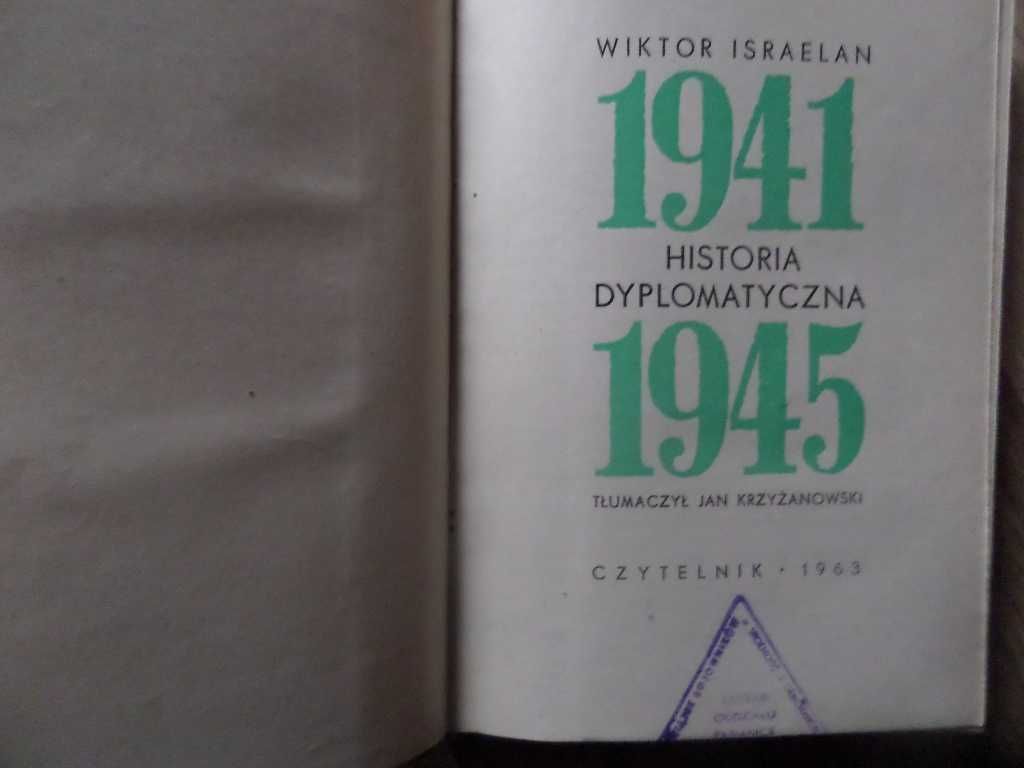 WIKTOR ISRAELAN
1941
HISTORIA
DYPLOMATYCZNA
1945
TŁUMACZYŁ JAN KRZYŻANOWSKI
CZYTELNIK · 1963